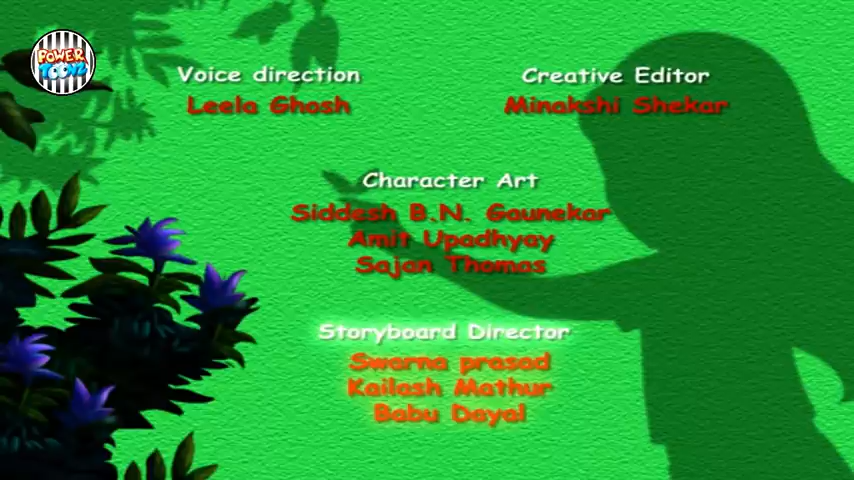 POWER
TOONZ
Voice direction
Leela Ghosh
Creative Editor
Minakshi Shekar
Character Art
Siddesh B.N. Gaunekar
Amit Upadhyay
Sajan Thomas
Storyboard Director
Swarna prasad
Kailash Mathur
Babu Dayal